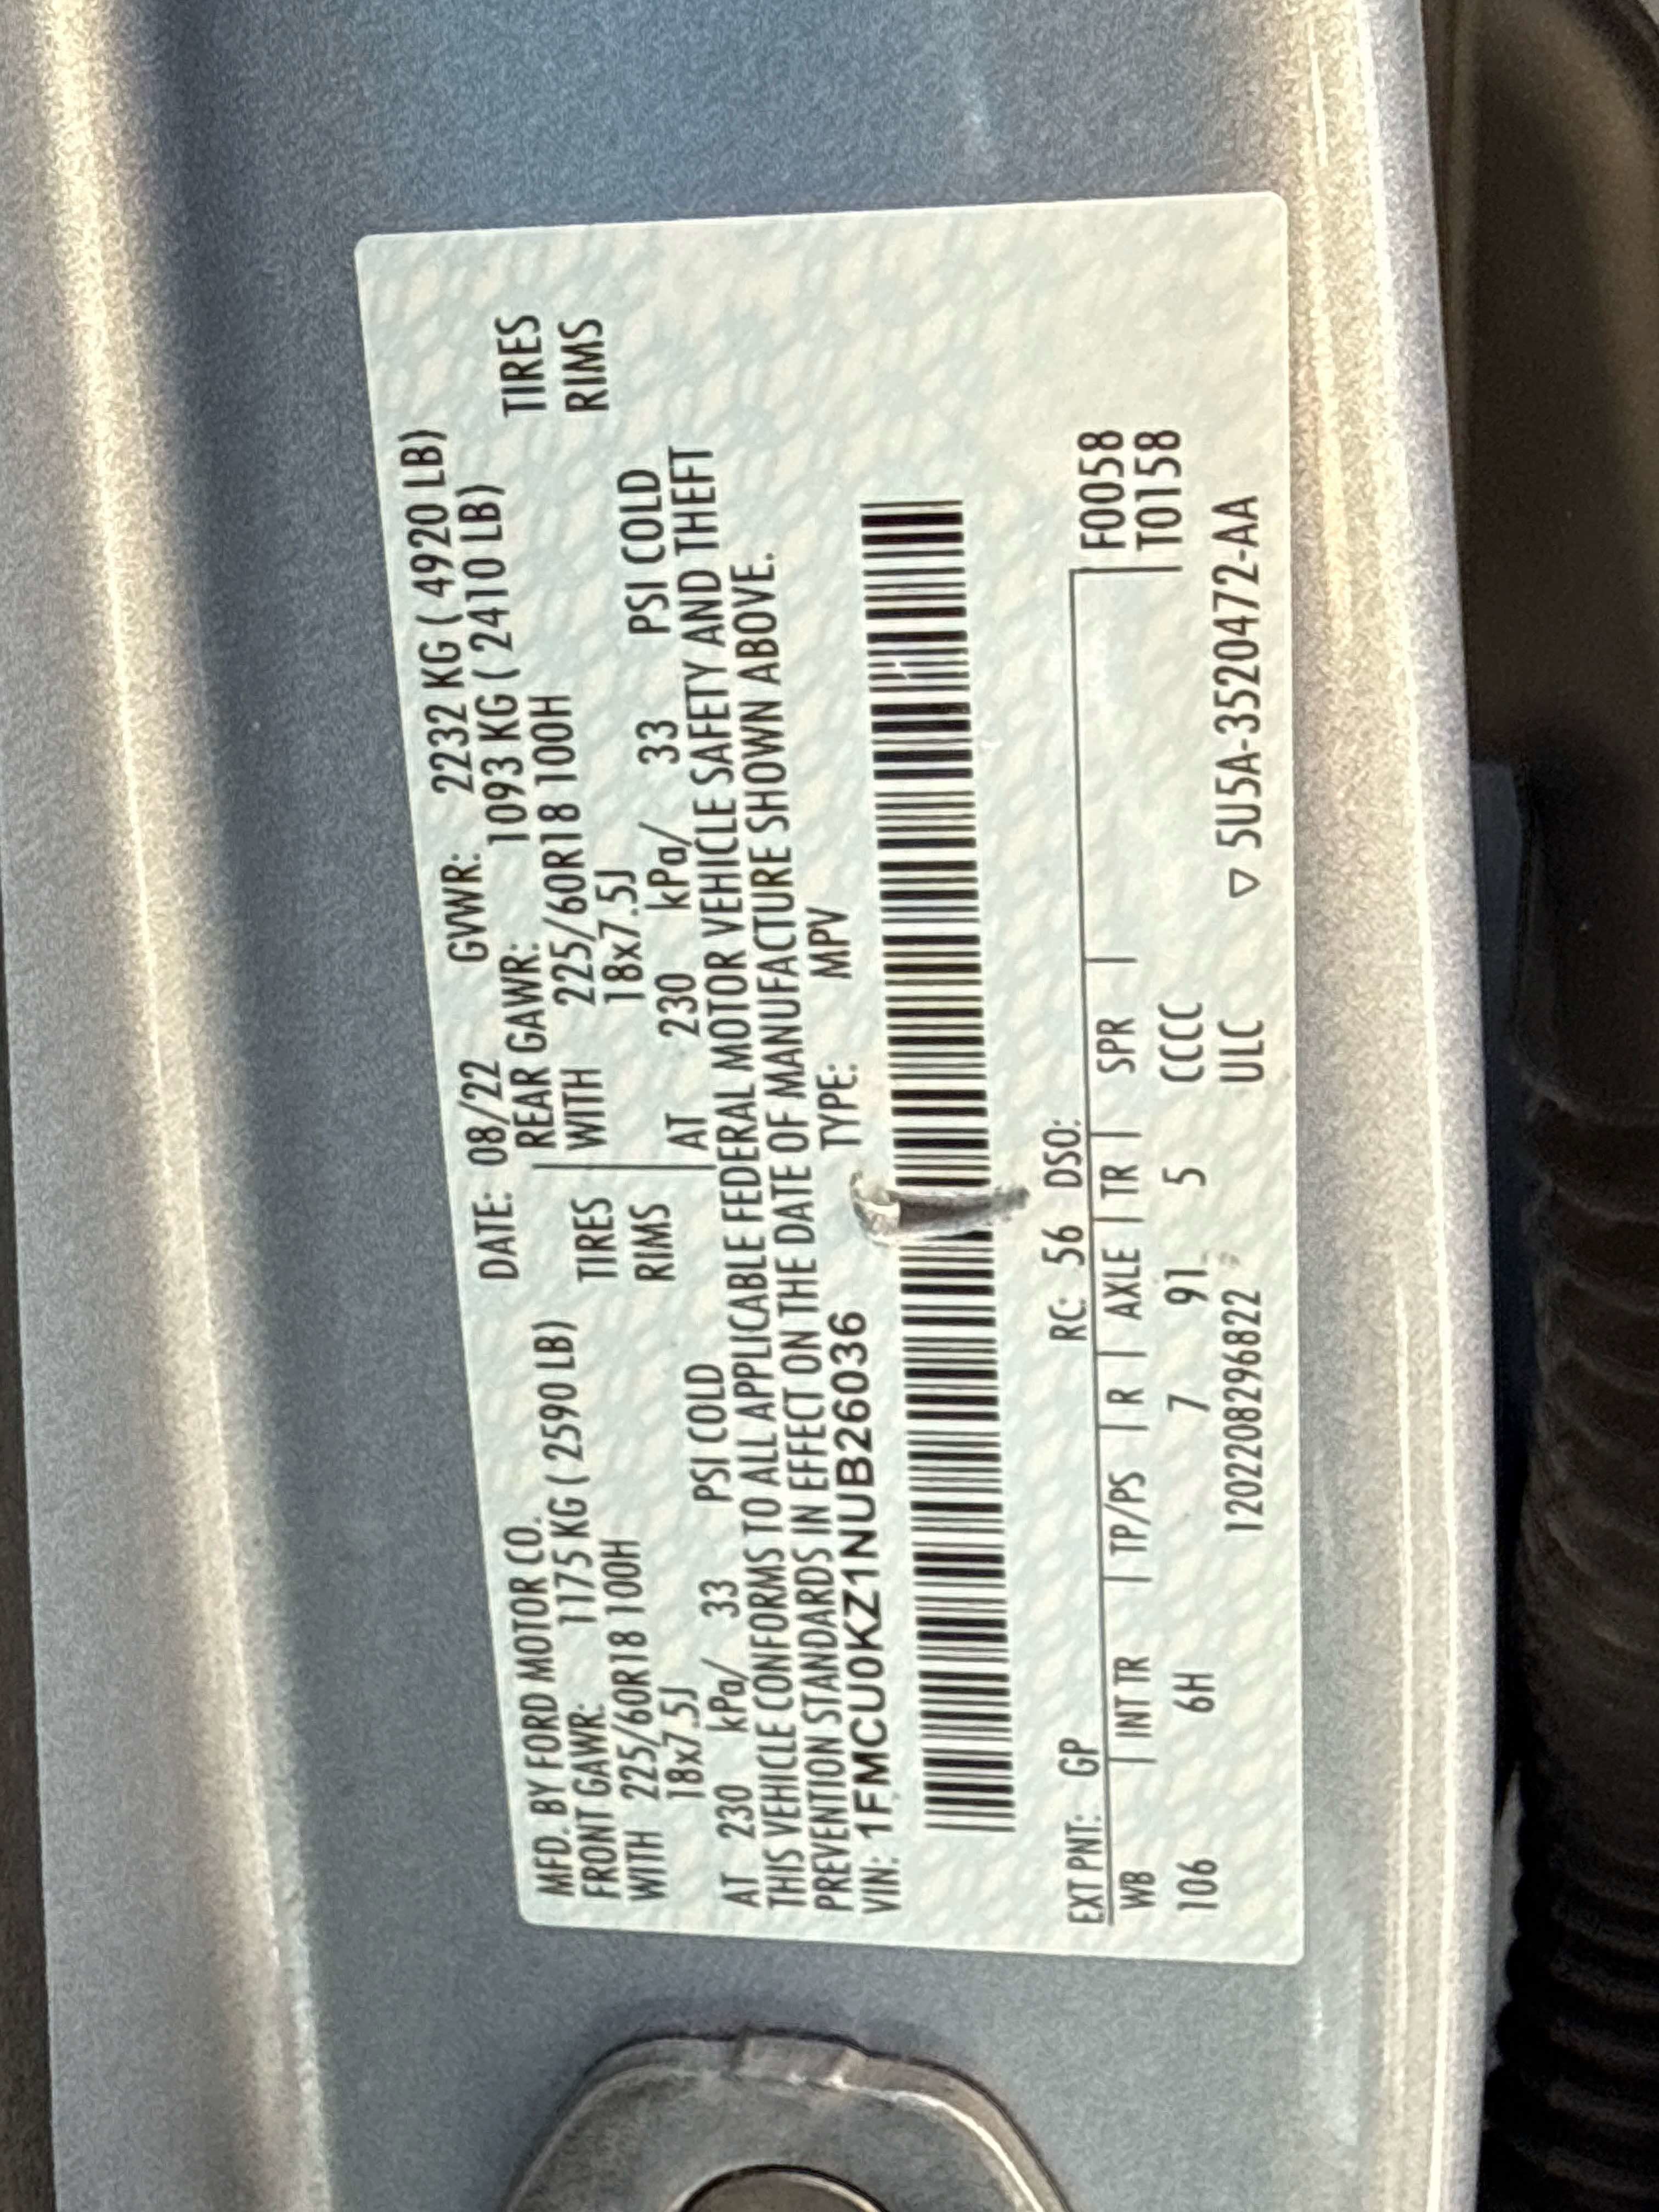 MFD. BY FORD MOTOR CO. DATE: 08/22 GVWR: 2232 KG ( 4920 LB)
FRONT GAWR: 1175 KG ( 2590 LB) REAR GAWR: 1093 KG ( 2410 LB)
WITH 225/60R18 100H TIRES WITH 225/60R18 100H TIRES
18x7.5J RIMS 18x7.5J RIMS
AT 230 kPa/ 33 PSI COLD AT 230 kPa/ 33 PSI COLD
THIS VEHICLE CONFORMS TO ALL APPLICABLE FEDERAL MOTOR VEHICLE SAFETY AND THEFT
PREVENTION STANDARDS IN EFFECT ON THE DATE OF MANUFACTURE SHOWN ABOVE.
VIN: 1FMCU0KZ1NUB26036 TYPE: MPV
EXT PNT: GP RC: 56 DSO: F0058
WB | INT TR | TP/PS | R | AXLE | TR | SPR | T0158
106 6H 7 91 5 CCCC
1202208296822 ULC ▽ 5U5A-3520472-AA